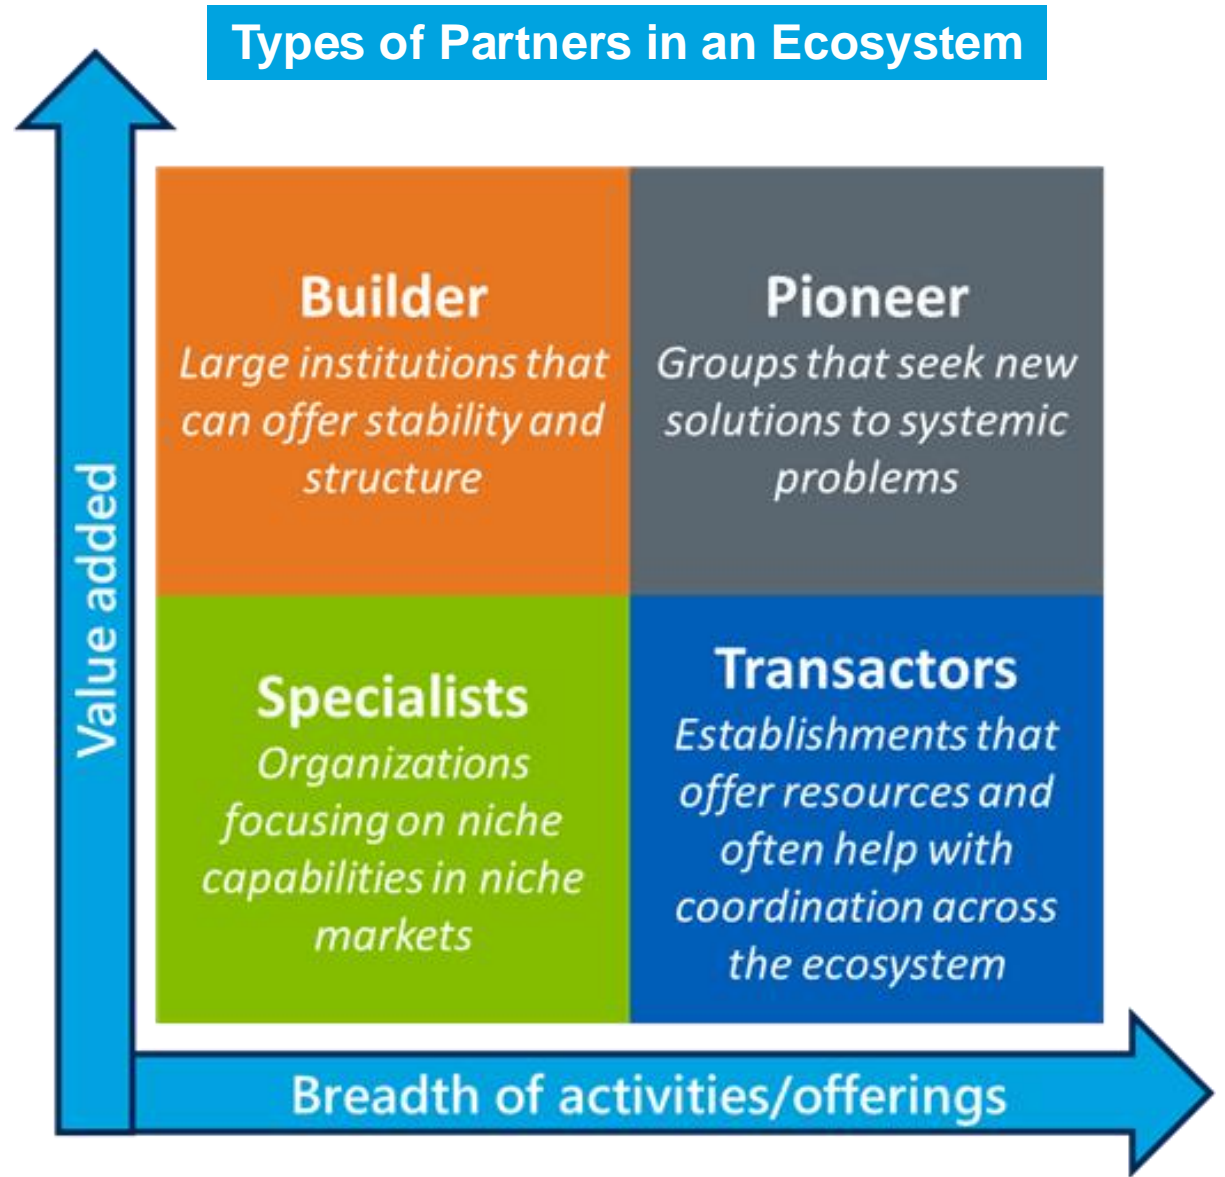 Types of Partners in an Ecosystem
Value added
Builder
Large institutions that
can offer stability and
structure
Pioneer
Groups that seek new
solutions to systemic
problems
Specialists
Organizations
focusing on niche
capabilities in niche
markets
Transactors
Establishments that
offer resources and
often help with
coordination across
the ecosystem
Breadth of activities/offerings